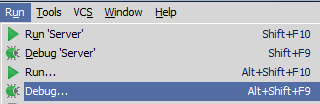 Run Tools VCS Window Help
Run 'Server' Shift+F10
Debug 'Server' Shift+F9
Run... Alt+Shift+F10
Debug... Alt+Shift+F9